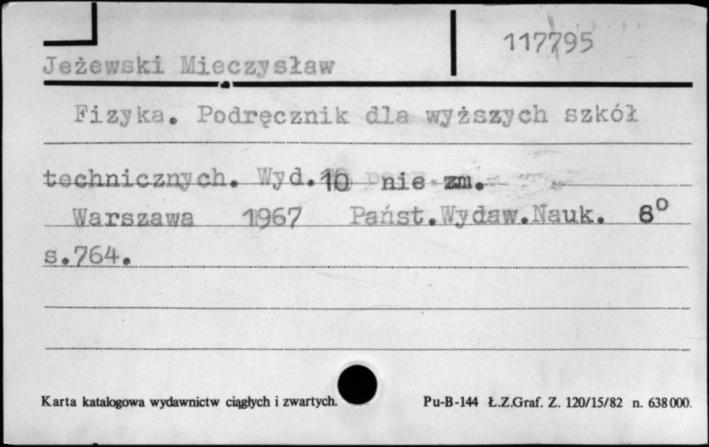 117795
Jeżewski Mieczysław
Fizyka. Podręcznik dla wyższych szkół
technicznych. Wyd.10 nie zm.
Warszawa 1967 Państ.Wydaw.Nauk. 8°
s.764.
Karta katalogowa wydawnictw ciągłych i zwartych.
Pu-B-144 Ł.Z.Graf. Z. 120/15/82 n. 638000.